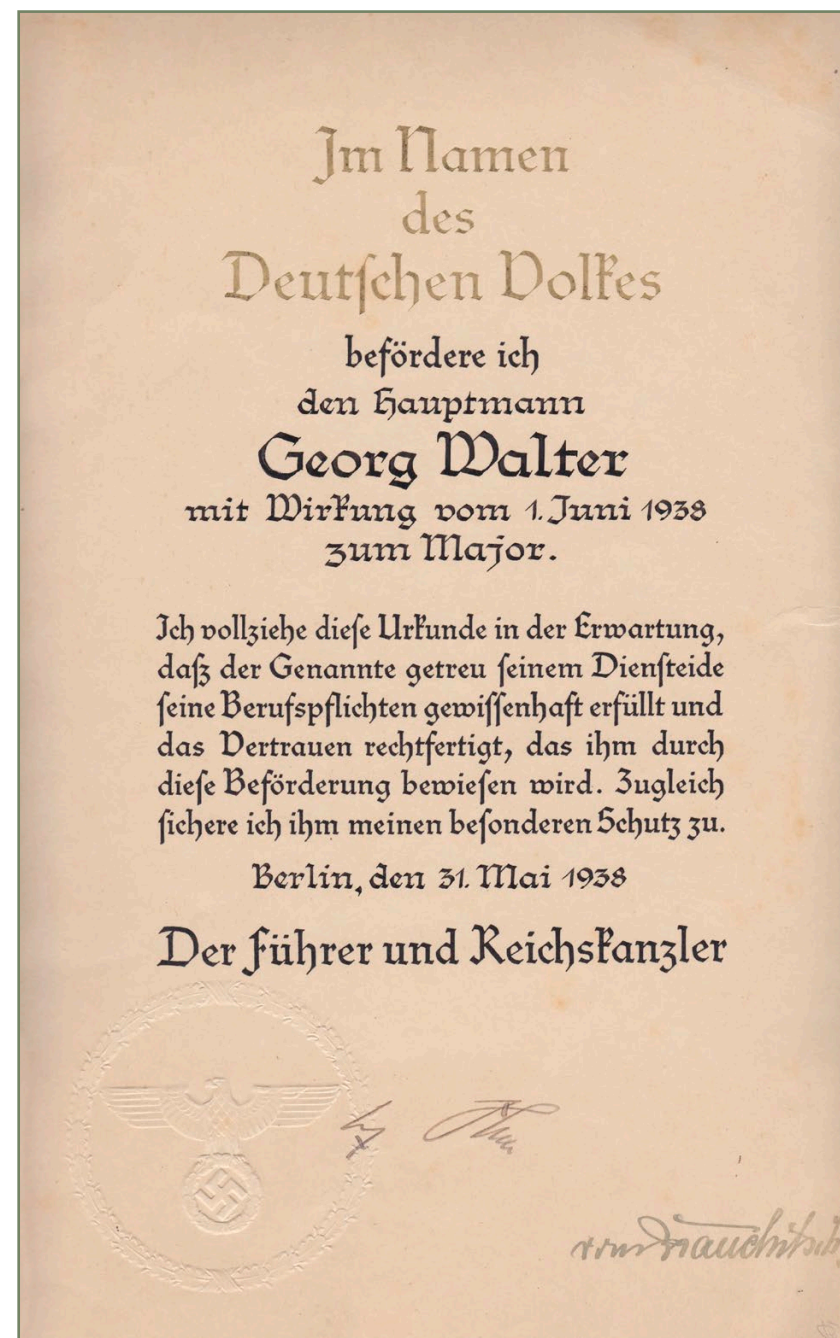 Im Namen
des
Deutſchen Volkes
befördere ich
den Hauptmann
Georg Walter
mit Wirkung vom 1. Juni 1938
zum Major.
Ich vollziehe dieſe Urkunde in der Erwartung,
daß der Genannte getreu ſeinem Dienſteide
ſeine Berufspflichten gewiſſenhaft erfüllt und
das Vertrauen rechtfertigt, das ihm durch
dieſe Beförderung bewieſen wird. Zugleich
ſichere ich ihm meinen beſonderen Schutz zu.
Berlin, den 31. Mai 1938
Der Führer und Reichskanzler
von Brauchitsch